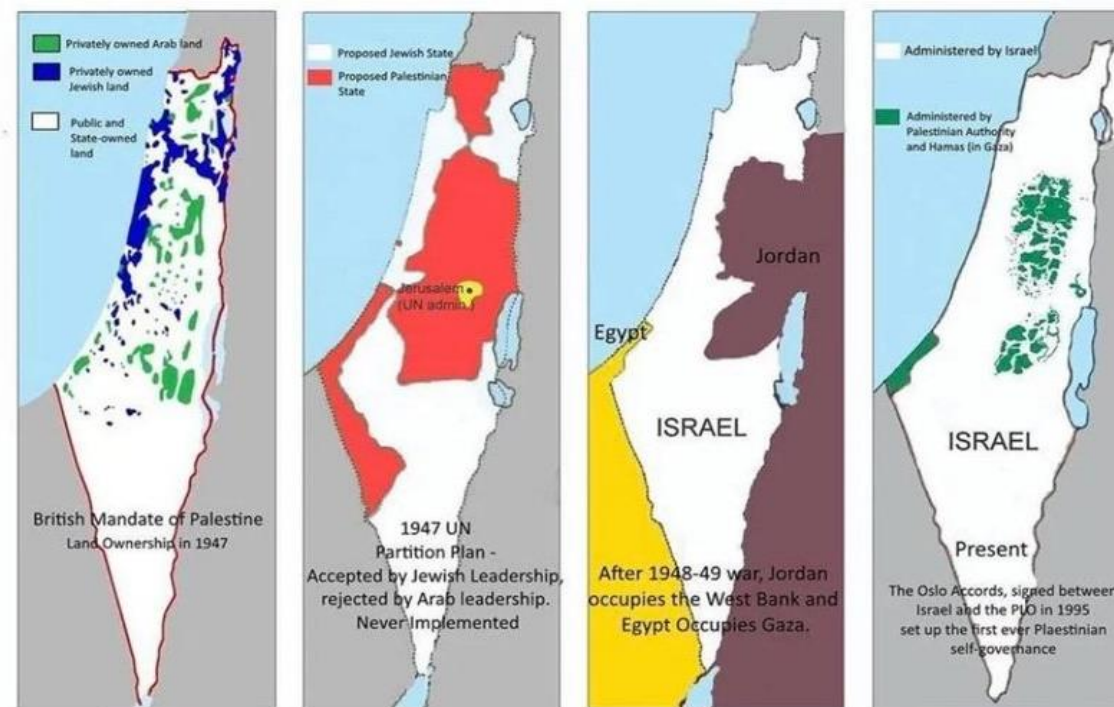 Privately owned Arab land
Privately owned
Jewish land
Public and
State-owned
land
British Mandate of Palestine
Land Ownership in 1947
Proposed Jewish State
Proposed Palestinian
State
Jerusalem
(UN admin.)
1947 UN
Partition Plan -
Accepted by Jewish Leadership,
rejected by Arab leadership.
Never Implemented
Jordan
Egypt
ISRAEL
After 1948-49 war, Jordan
occupies the West Bank and
Egypt Occupies Gaza.
Administered by Israel
Administered by
Palestinian Authority
and Hamas (in Gaza)
ISRAEL
Present
The Oslo Accords, signed between
Israel and the PLO in 1995
set up the first ever Plaestinian
self-governance